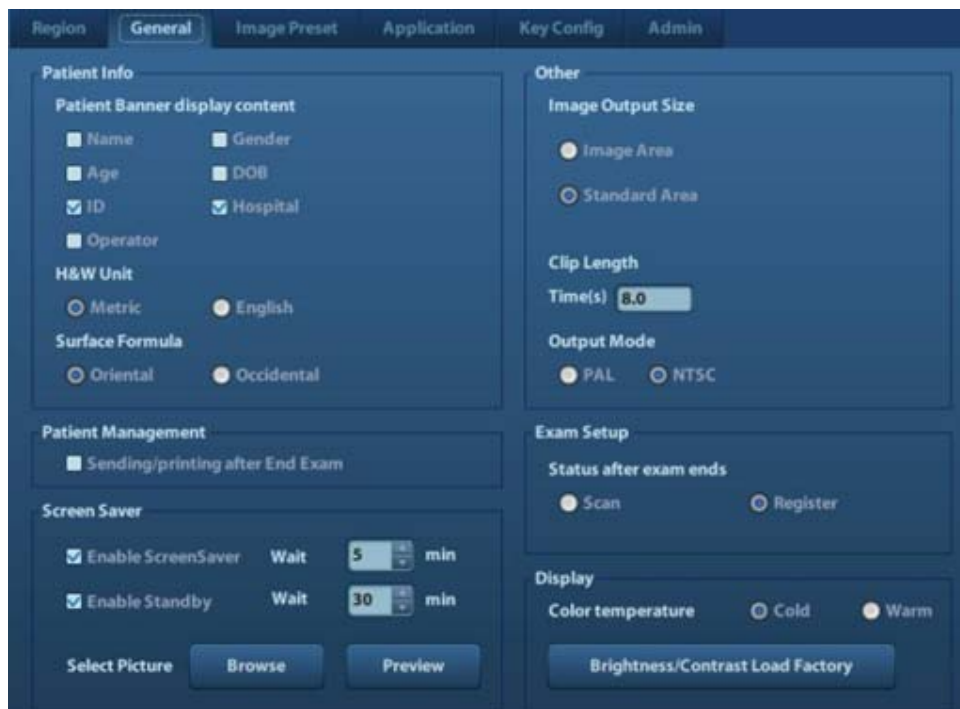 Region General Image Preset Application Key Config Admin
Patient Info
Patient Banner display content
Name Gender
Age DOB
ID Hospital
Operator
H&W Unit
Metric English
Surface Formula
Oriental Occidental
Patient Management
Sending/printing after End Exam
Screen Saver
Enable ScreenSaver Wait 5 min
Enable Standby Wait 30 min
Select Picture Browse Preview
Other
Image Output Size
Image Area
Standard Area
Clip Length
Time(s) 8.0
Output Mode
PAL NTSC
Exam Setup
Status after exam ends
Scan Register
Display
Color temperature Cold Warm
Brightness/Contrast Load Factory